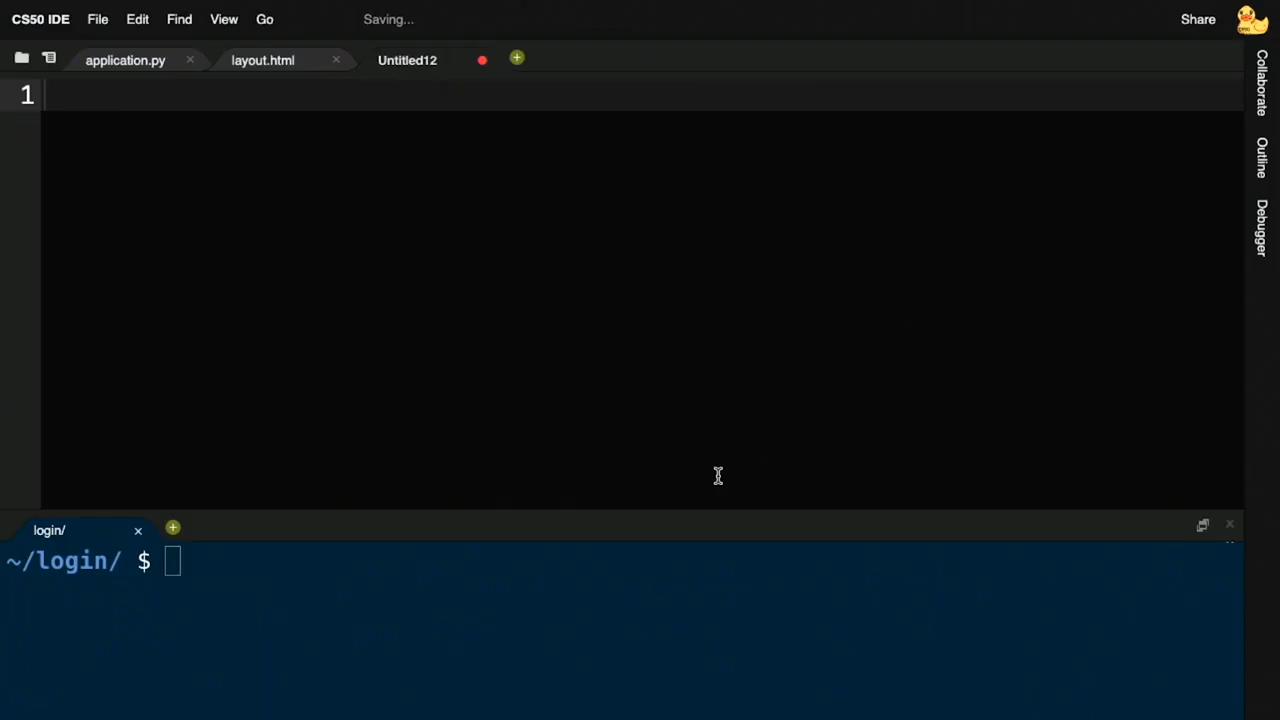 CS50 IDE File Edit Find View Go Saving... Share
application.py layout.html Untitled12
1
Collaborate
Outline
Debugger
login/
~/login/ $